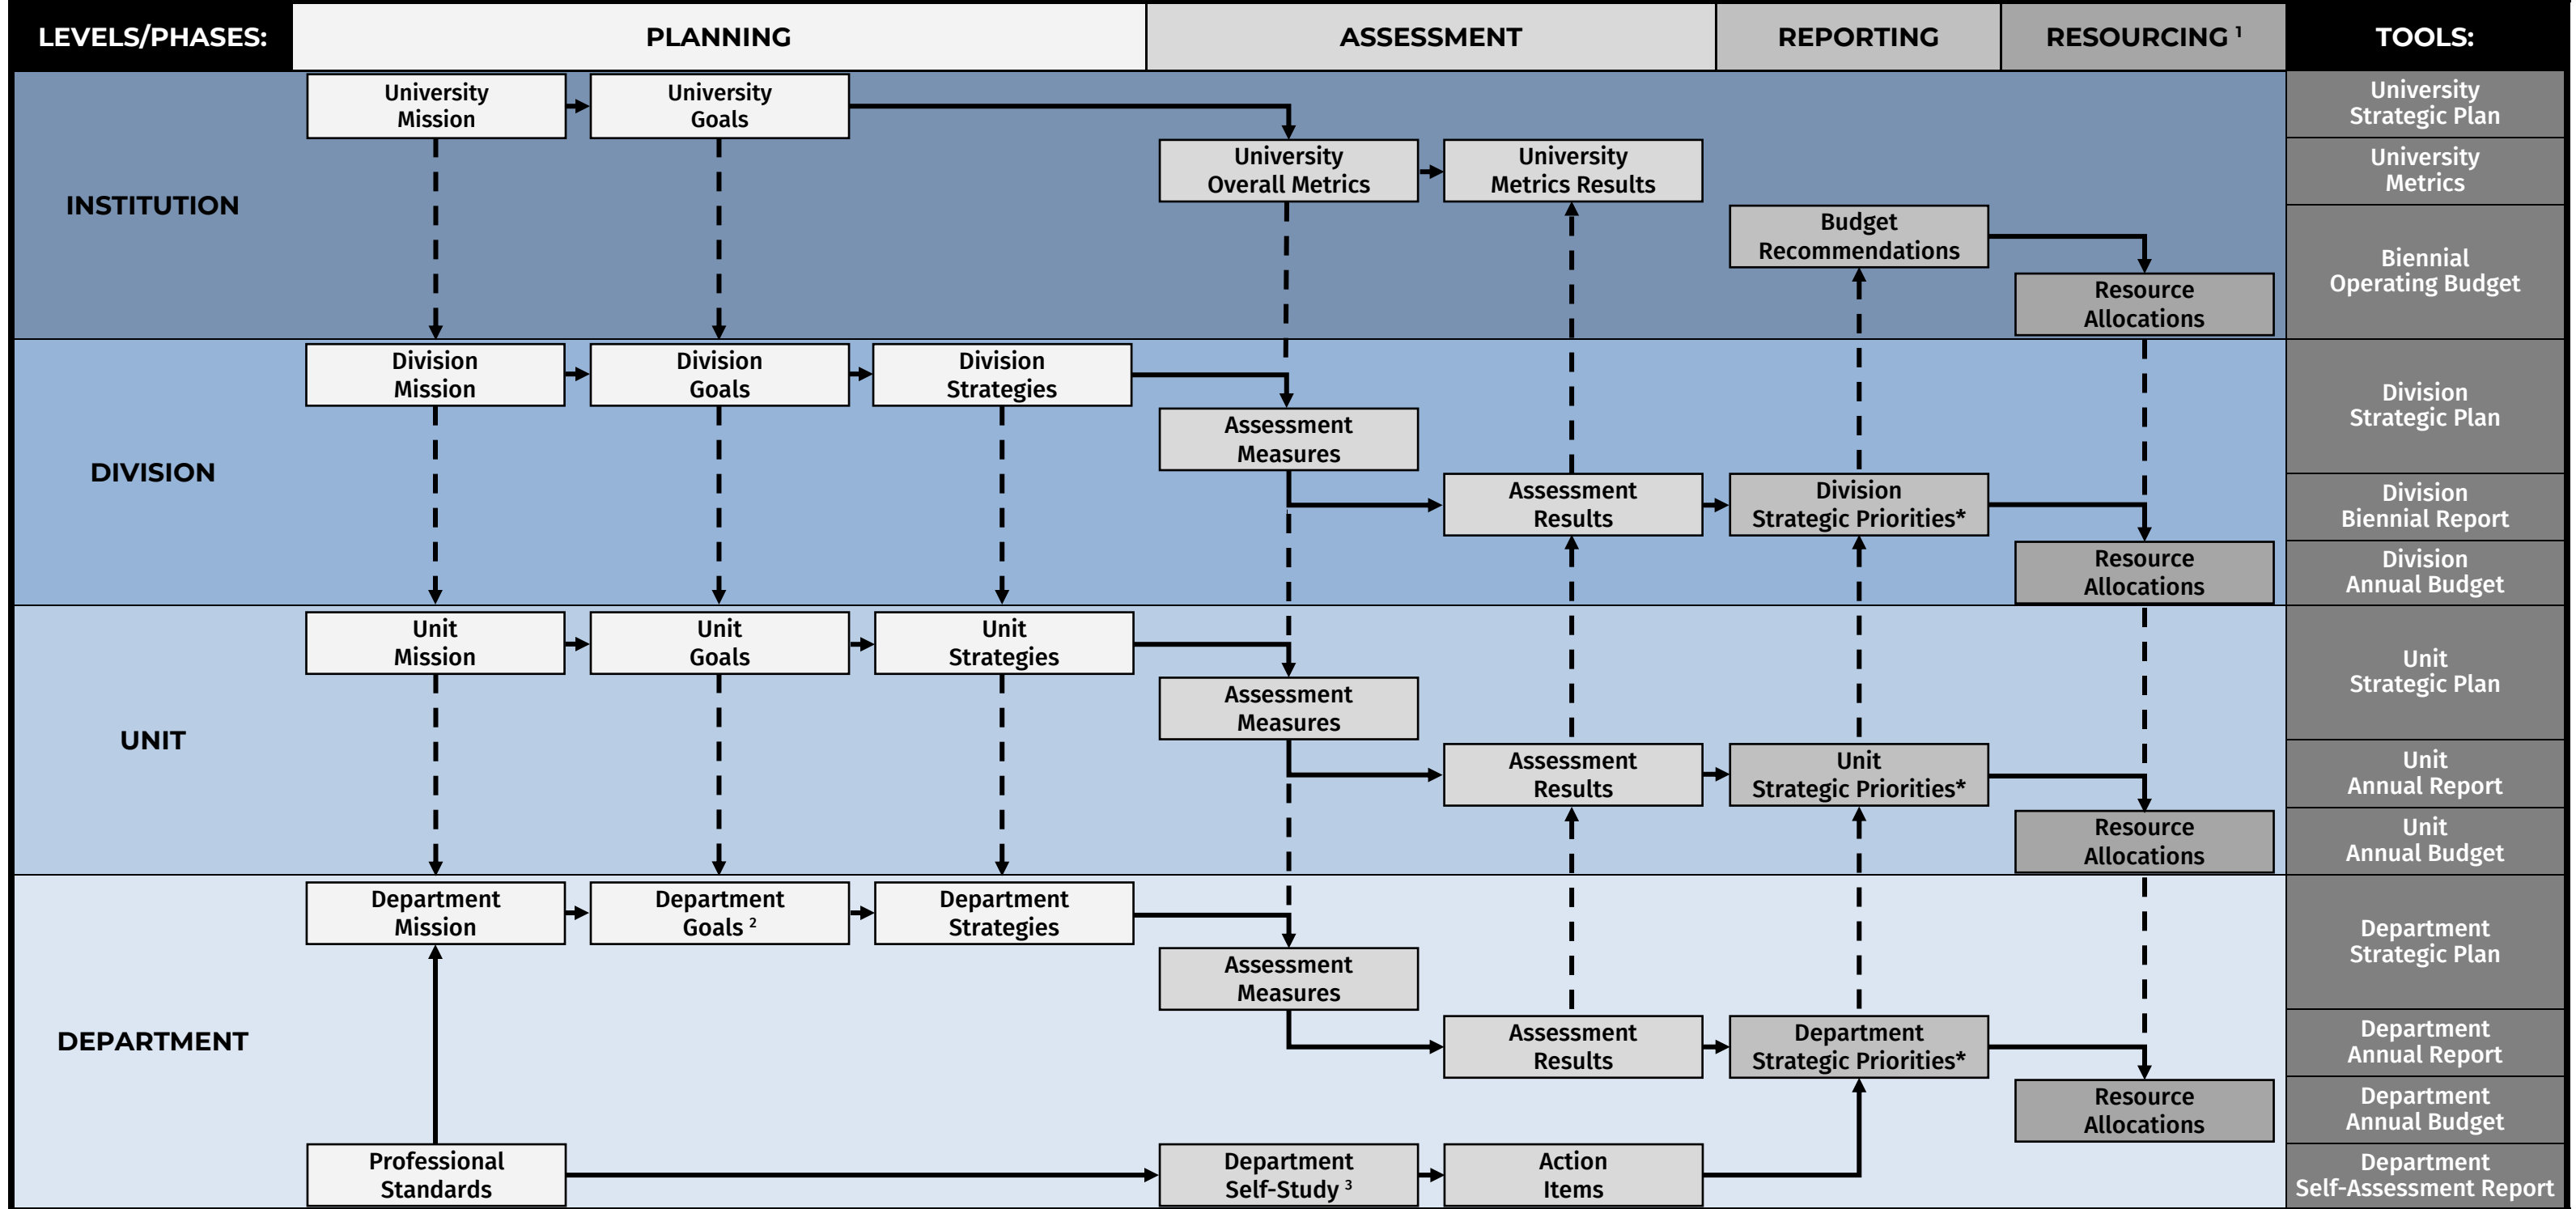 LEVELS/PHASES:
PLANNING
ASSESSMENT
REPORTING
RESOURCING 1
TOOLS:
INSTITUTION
University
Mission
University
Goals
University
Overall Metrics
University
Metrics Results
Budget
Recommendations
Resource
Allocations
University
Strategic Plan
University
Metrics
Biennial
Operating Budget
DIVISION
Division
Mission
Division
Goals
Division
Strategies
Assessment
Measures
Assessment
Results
Division
Strategic Priorities*
Resource
Allocations
Division
Strategic Plan
Division
Biennial Report
Division
Annual Budget
UNIT
Unit
Mission
Unit
Goals
Unit
Strategies
Assessment
Measures
Assessment
Results
Unit
Strategic Priorities*
Resource
Allocations
Unit
Strategic Plan
Unit
Annual Report
Unit
Annual Budget
DEPARTMENT
Department
Mission
Department
Goals 2
Department
Strategies
Assessment
Measures
Assessment
Results
Department
Strategic Priorities*
Resource
Allocations
Professional
Standards
Department
Self-Study 3
Action
Items
Department
Strategic Plan
Department
Annual Report
Department
Annual Budget
Department
Self-Assessment Report